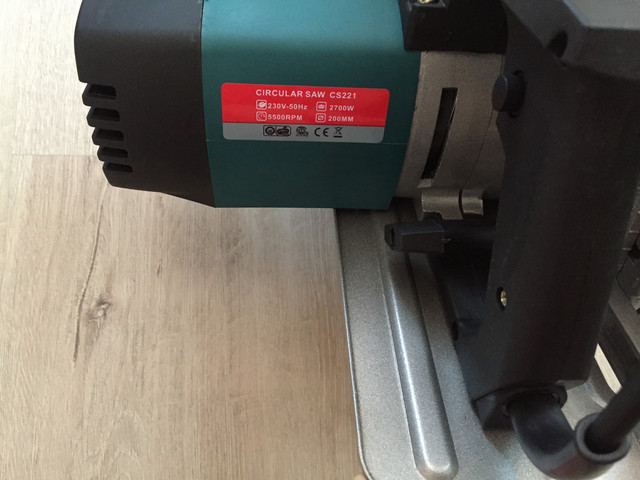 CIRCULAR SAW CS221
230V-50Hz 2700W
5500RPM 200MM
CE